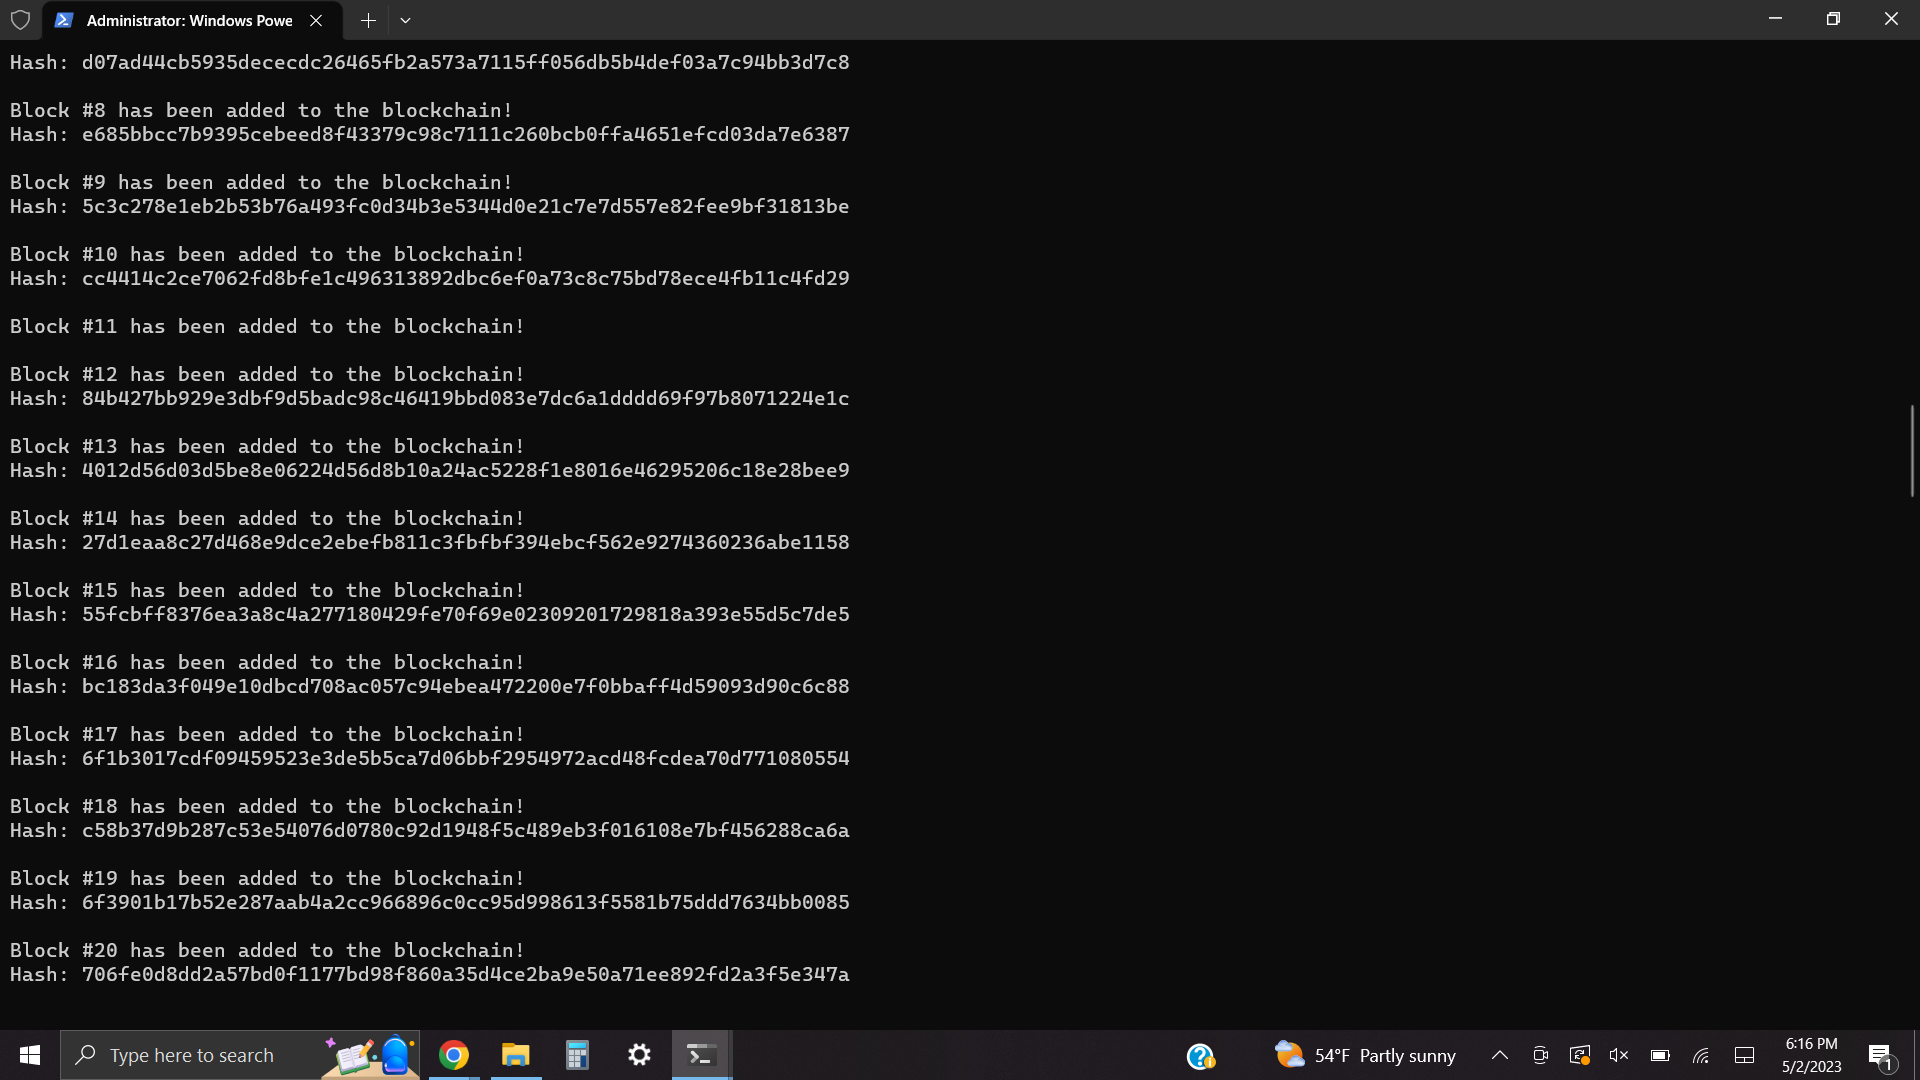 Administrator: Windows Powe
Hash: d07ad44cb5935dececdc26465fb2a573a7115ff056db5b4def03a7c94bb3d7c8
Block #8 has been added to the blockchain!
Hash: e685bbcc7b9395cebeed8f43379c98c7111c260bcb0ffa4651efcd03da7e6387
Block #9 has been added to the blockchain!
Hash: 5c3c278e1eb2b53b76a493fc0d34b3e5344d0e21c7e7d557e82fee9bf31813be
Block #10 has been added to the blockchain!
Hash: cc4414c2ce7062fd8bfe1c496313892dbc6ef0a73c8c75bd78ece4fb11c4fd29
Block #11 has been added to the blockchain!
Block #12 has been added to the blockchain!
Hash: 84b427bb929e3dbf9d5badc98c46419bbd083e7dc6a1dddd69f97b8071224e1c
Block #13 has been added to the blockchain!
Hash: 4012d56d03d5be8e06224d56d8b10a24ac5228f1e8016e46295206c18e28bee9
Block #14 has been added to the blockchain!
Hash: 27d1eaa8c27d468e9dce2ebefb811c3fbfbf394ebcf562e9274360236abe1158
Block #15 has been added to the blockchain!
Hash: 55fcbff8376ea3a8c4a277180429fe70f69e02309201729818a393e55d5c7de5
Block #16 has been added to the blockchain!
Hash: bc183da3f049e10dbcd708ac057c94ebea472200e7f0bbaff4d59093d90c6c88
Block #17 has been added to the blockchain!
Hash: 6f1b3017cdf09459523e3de5b5ca7d06bbf2954972acd48fcdea70d771080554
Block #18 has been added to the blockchain!
Hash: c58b37d9b287c53e54076d0780c92d1948f5c489eb3f016108e7bf456288ca6a
Block #19 has been added to the blockchain!
Hash: 6f3901b17b52e287aab4a2cc966896c0cc95d998613f5581b75ddd7634bb0085
Block #20 has been added to the blockchain!
Hash: 706fe0d8dd2a57bd0f1177bd98f860a35d4ce2ba9e50a71ee892fd2a3f5e347a
Type here to search
54°F Partly sunny
6:16 PM
5/2/2023
1